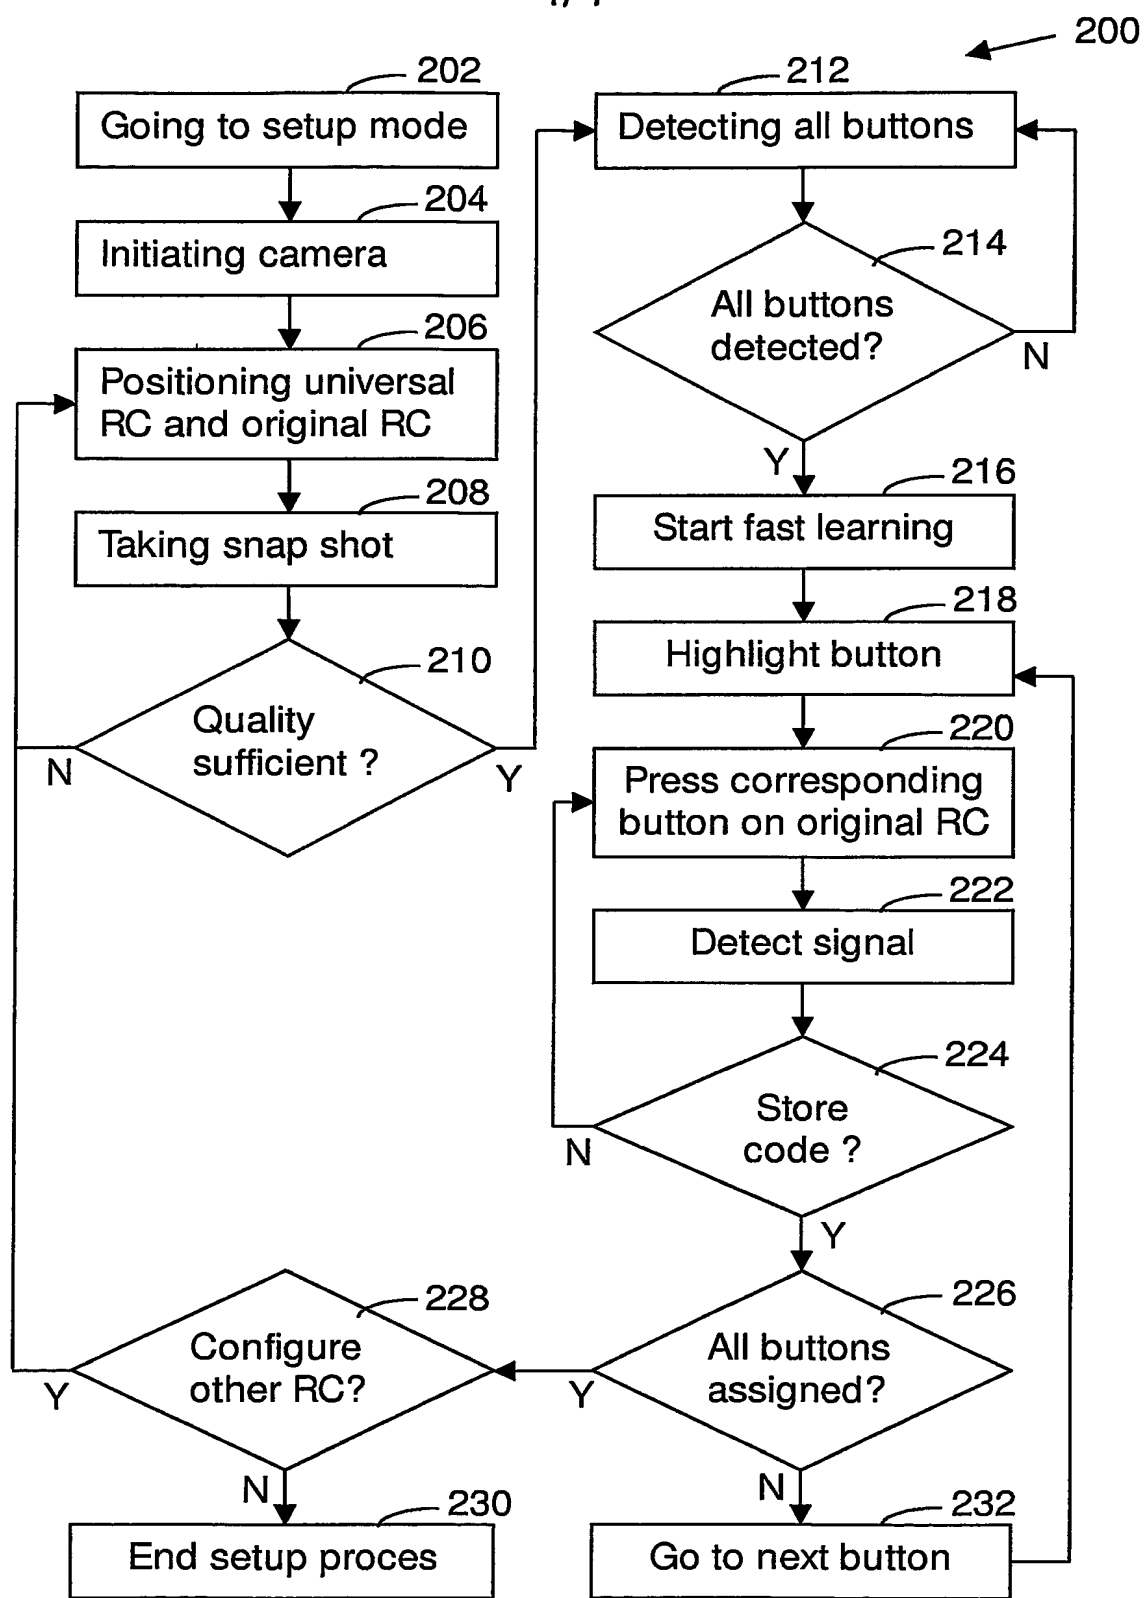 200
202
Going to setup mode
204
Initiating camera
206
Positioning universal
RC and original RC
208
Taking snap shot
210
Quality
sufficient ?
N
Y
212
Detecting all buttons
214
All buttons
detected?
N
Y
216
Start fast learning
218
Highlight button
220
Press corresponding
button on original RC
222
Detect signal
224
Store
code ?
N
Y
226
All buttons
assigned?
Y
N
228
Configure
other RC?
Y
N
230
End setup proces
232
Go to next button